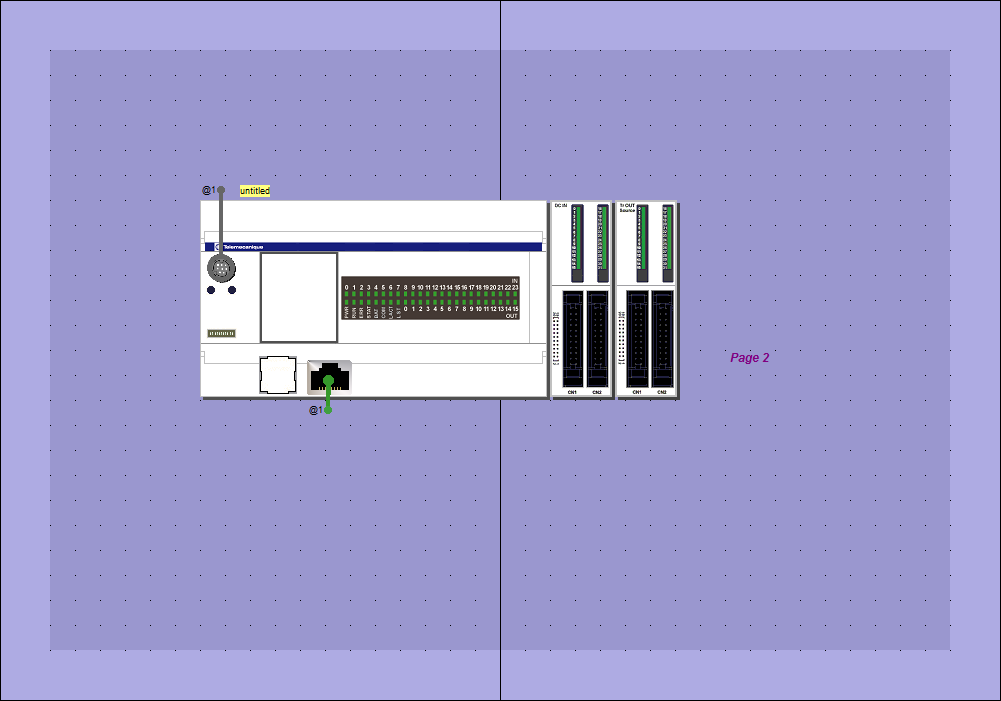 @1 untitled
Telemecanique
DC IN
Tr OUT
Source
IN
0 1 2 3 4 5 6 7 8 9 10 11 12 13 14 15 16 17 18 19 20 21 22 23
PWR RUN ERR STAT BAT COM L/ACT L ST 0 1 2 3 4 5 6 7 8 9 10 11 12 13 14 15
OUT
Page 2
CN1 CN2 CN1 CN2
@1